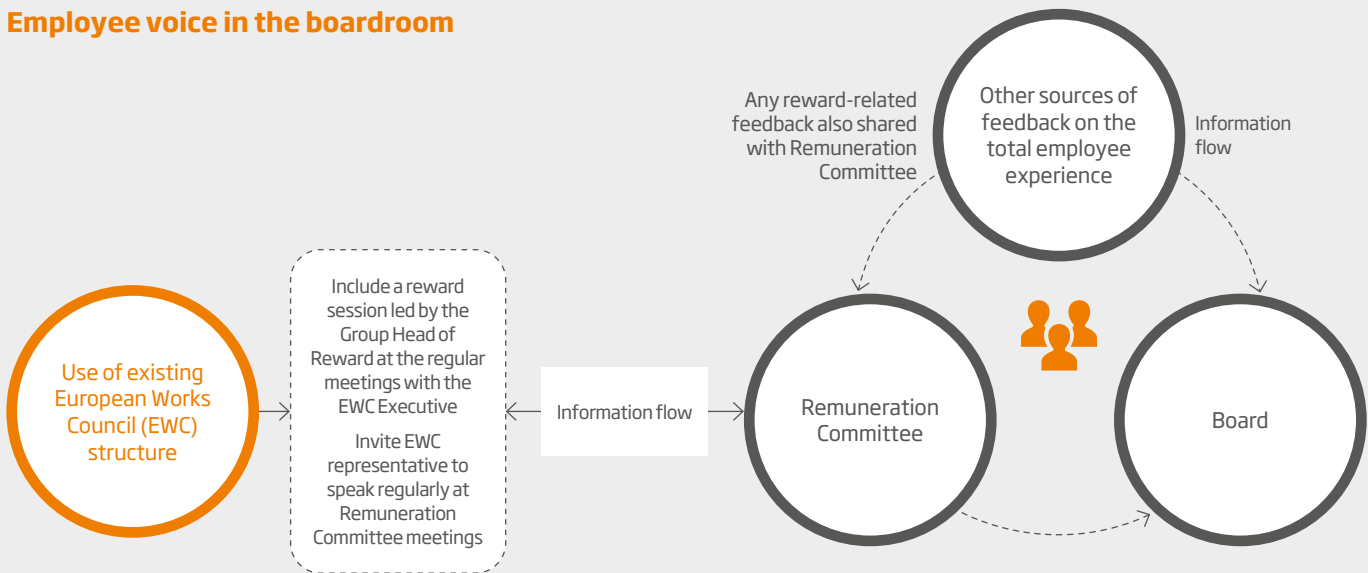 Employee voice in the boardroom
Use of existing
European Works
Council (EWC)
structure
Include a reward
session led by the
Group Head of
Reward at the regular
meetings with the
EWC Executive
Invite EWC
representative to
speak regularly at
Remuneration
Committee meetings
Information flow
Any reward-related
feedback also shared
with Remuneration
Committee
Other sources of
feedback on the
total employee
experience
Information
flow
Remuneration
Committee
Board